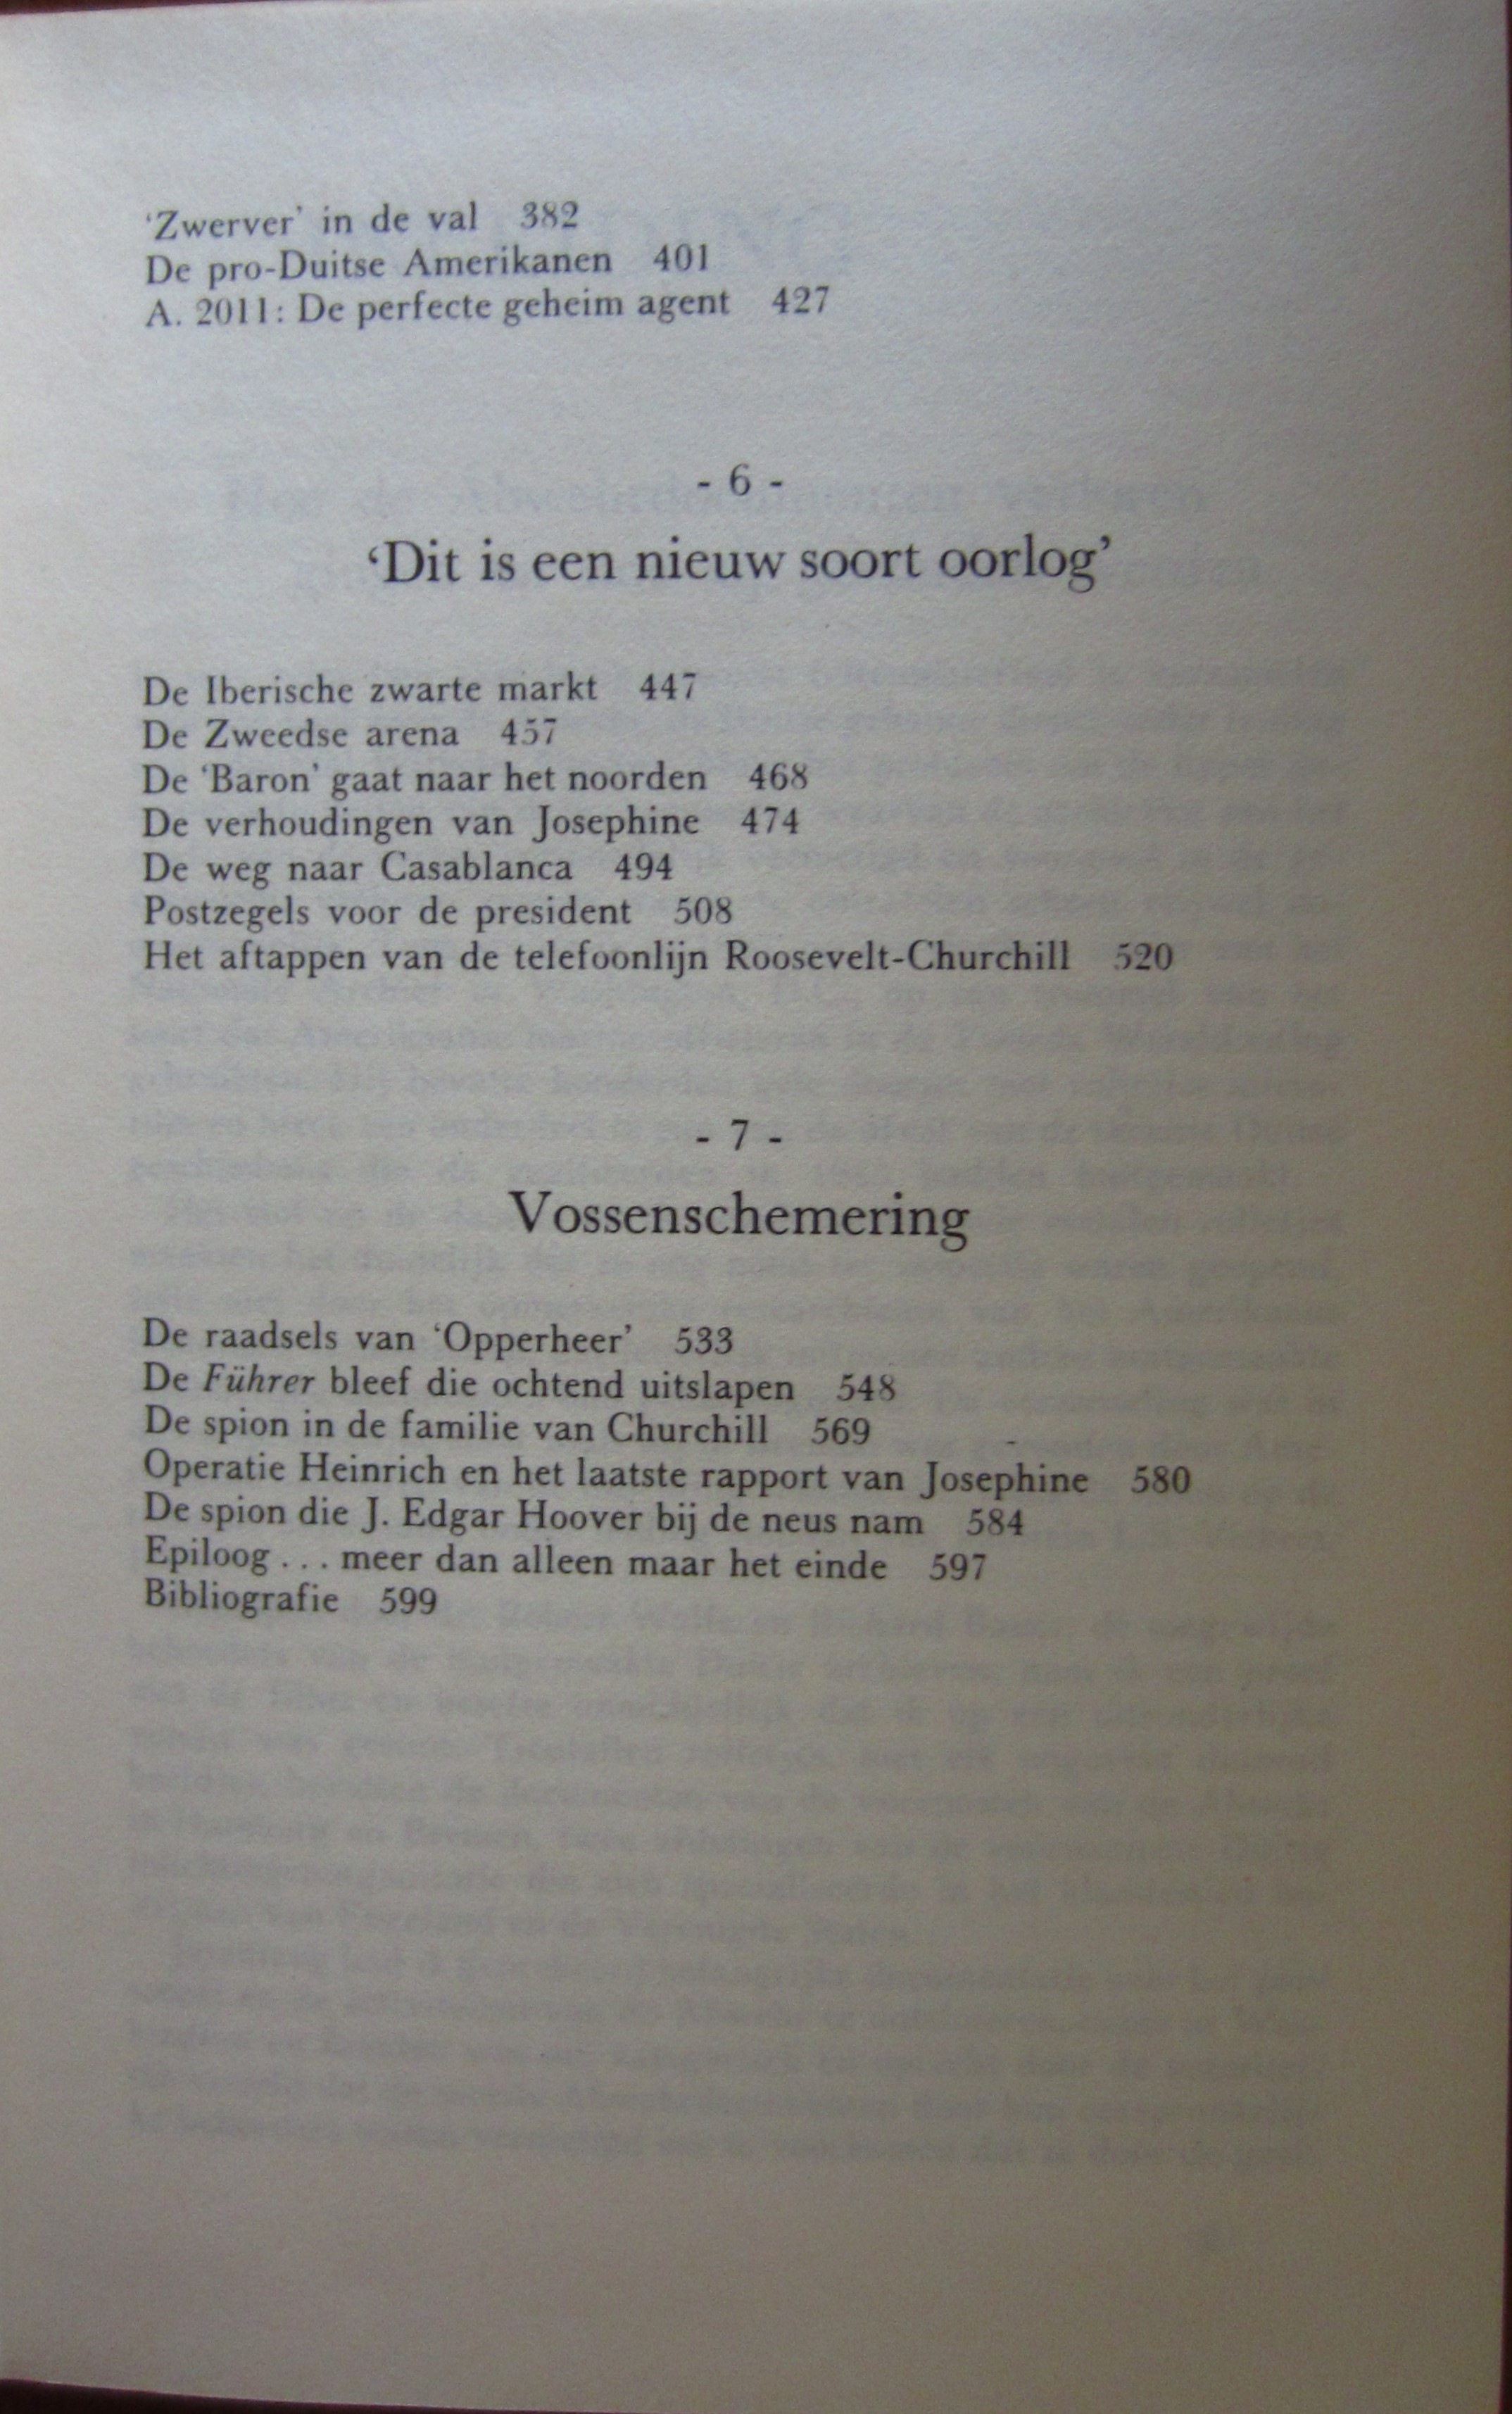 ‘Zwerver’ in de val 382
De pro-Duitse Amerikanen 401
A. 2011: De perfecte geheim agent 427
- 6 -
‘Dit is een nieuw soort oorlog’
De Iberische zwarte markt 447
De Zweedse arena 457
De ‘Baron’ gaat naar het noorden 468
De verhoudingen van Josephine 474
De weg naar Casablanca 494
Postzegels voor de president 508
Het aftappen van de telefoonlijn Roosevelt-Churchill 520
- 7 -
Vossenschemering
De raadsels van ‘Opperheer’ 533
De Führer bleef die ochtend uitslapen 548
De spion in de familie van Churchill 569
Operatie Heinrich en het laatste rapport van Josephine 580
De spion die J. Edgar Hoover bij de neus nam 584
Epiloog . . . meer dan alleen maar het einde 597
Bibliografie 599